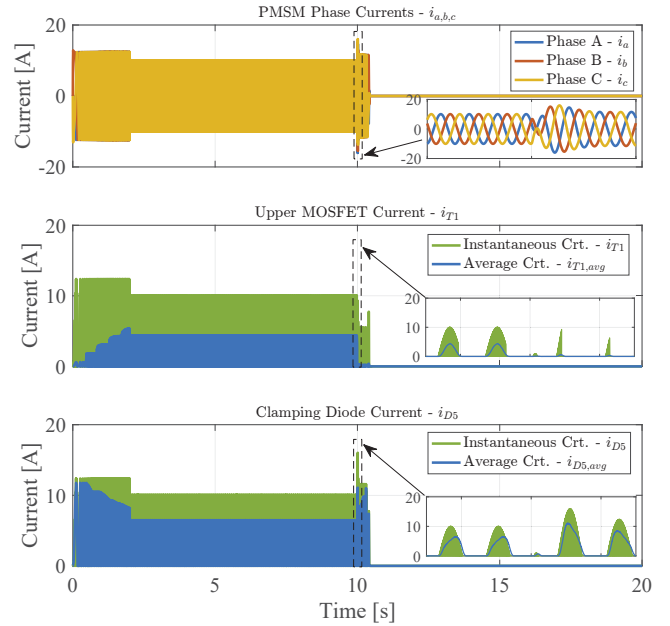 PMSM Phase Currents - i_{a,b,c}
Current [A]
20
0
-20
Phase A - i_a
Phase B - i_b
Phase C - i_c
20
0
-20
Upper MOSFET Current - i_{T1}
Current [A]
20
10
0
Instantaneous Crt. - i_{T1}
Average Crt. - i_{T1,avg}
20
10
0
Clamping Diode Current - i_{D5}
Current [A]
20
10
0
Instantaneous Crt. - i_{D5}
Average Crt. - i_{D5,avg}
20
10
0
0 5 10 15 20
Time [s]